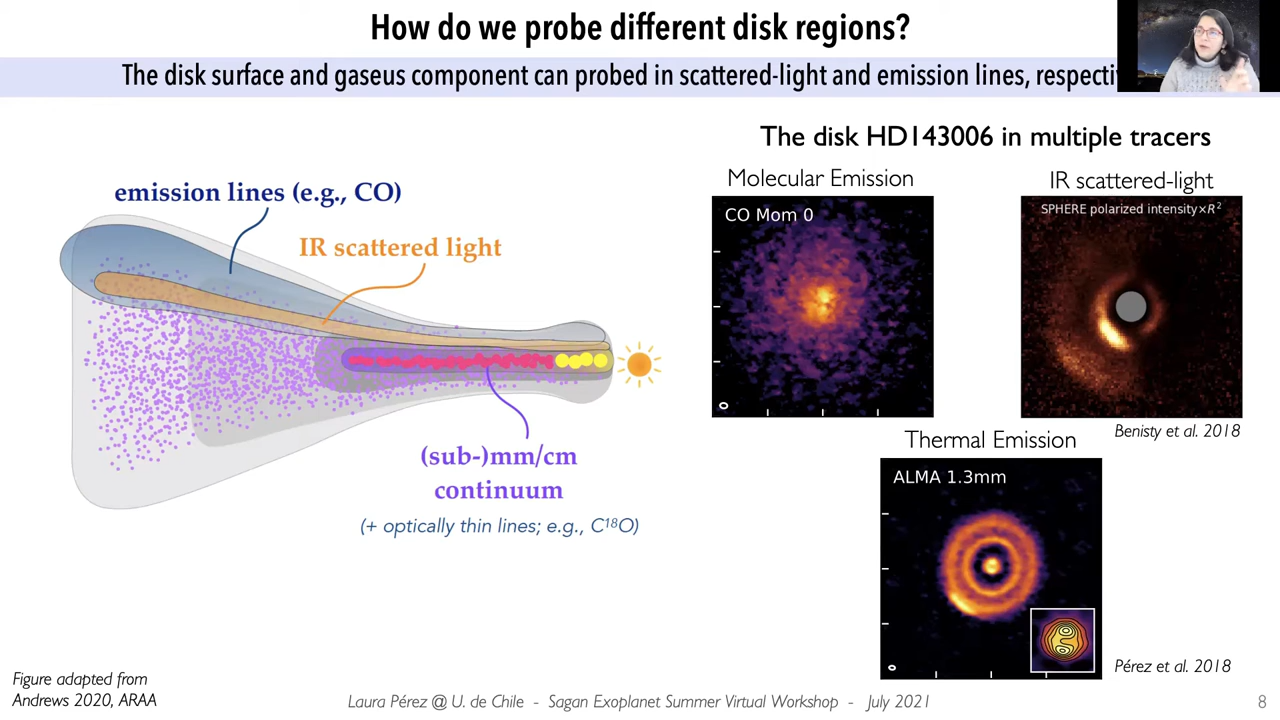 How do we probe different disk regions?
The disk surface and gaseus component can probed in scattered-light and emission lines,
The disk HD143006 in multiple tracers
Molecular Emission
IR scattered-light
CO Mom 0
SPHERE polarized intensity×R²
emission lines (e.g., CO)
IR scattered light
Benisty et al. 2018
Thermal Emission
ALMA 1.3mm
(sub-)mm/cm
continuum
(+ optically thin lines; e.g., C¹⁸O)
Pérez et al. 2018
Figure adapted from
Andrews 2020, ARAA
Laura Pérez @ U. de Chile - Sagan Exoplanet Summer Virtual Workshop - July 2021
8